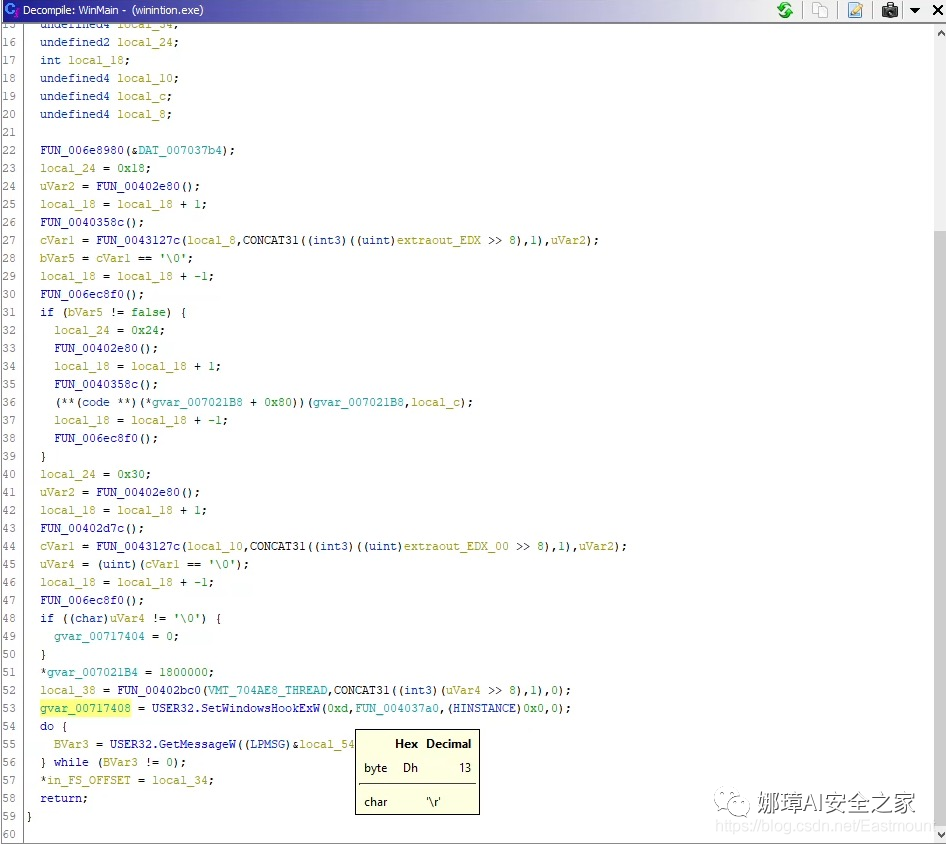 Decompile: WinMain - (winintion.exe)
15 undefined4 local_34;
16 undefined2 local_24;
17 int local_18;
18 undefined4 local_10;
19 undefined4 local_c;
20 undefined4 local_8;
21
22 FUN_006e8980(&DAT_007037b4);
23 local_24 = 0x18;
24 uVar2 = FUN_00402e80();
25 local_18 = local_18 + 1;
26 FUN_0040358c();
27 cVar1 = FUN_0043127c(local_8,CONCAT31((int3)((uint)extraout_EDX >> 8),1),uVar2);
28 bVar5 = cVar1 == '\0';
29 local_18 = local_18 + -1;
30 FUN_006ec8f0();
31 if (bVar5 != false) {
32 local_24 = 0x24;
33 FUN_00402e80();
34 local_18 = local_18 + 1;
35 FUN_0040358c();
36 (**(code **)(*gvar_007021B8 + 0x80))(gvar_007021B8,local_c);
37 local_18 = local_18 + -1;
38 FUN_006ec8f0();
39 }
40 local_24 = 0x30;
41 uVar2 = FUN_00402e80();
42 local_18 = local_18 + 1;
43 FUN_00402d7c();
44 cVar1 = FUN_0043127c(local_10,CONCAT31((int3)((uint)extraout_EDX_00 >> 8),1),uVar2);
45 uVar4 = (uint)(cVar1 == '\0');
46 local_18 = local_18 + -1;
47 FUN_006ec8f0();
48 if ((char)uVar4 != '\0') {
49 gvar_00717404 = 0;
50 }
51 *gvar_007021B4 = 1800000;
52 local_38 = FUN_00402bc0(VMT_704AE8_THREAD,CONCAT31((int3)(uVar4 >> 8),1),0);
53 gvar_00717408 = USER32.SetWindowsHookExW(0xd,FUN_004037a0,(HINSTANCE)0x0,0);
54 do {
55 BVar3 = USER32.GetMessageW((LPMSG)&local_54
56 } while (BVar3 != 0);
57 *in_FS_OFFSET = local_34;
58 return;
59 }
60
Hex Decimal
byte Dh 13
char '\r'
娜璋AI安全之家
https://blog.csdn.net/Eastmount